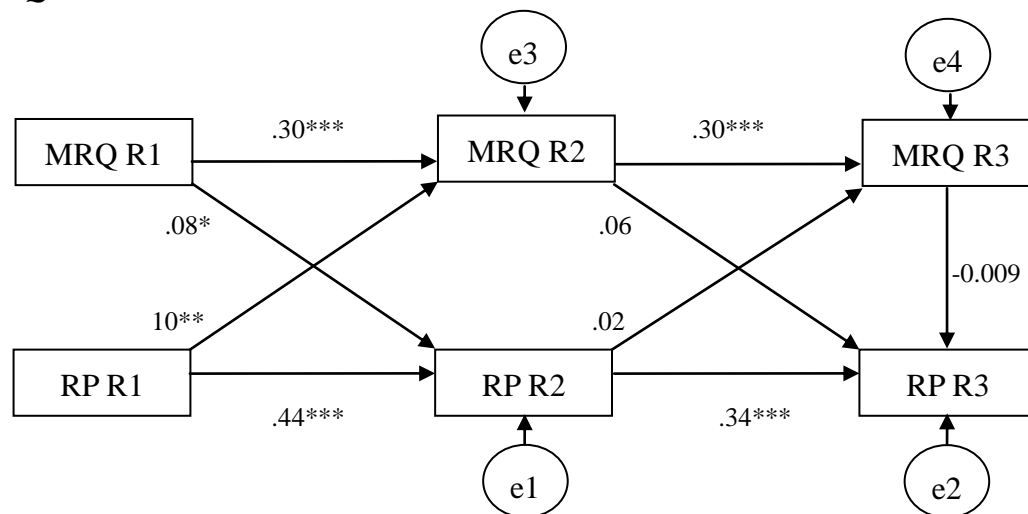 e3
e4
.30***
.30***
MRQ R1
MRQ R2
MRQ R3
.08*
.06
-0.009
10**
.02
RP R1
RP R2
RP R3
.44***
.34***
e1
e2